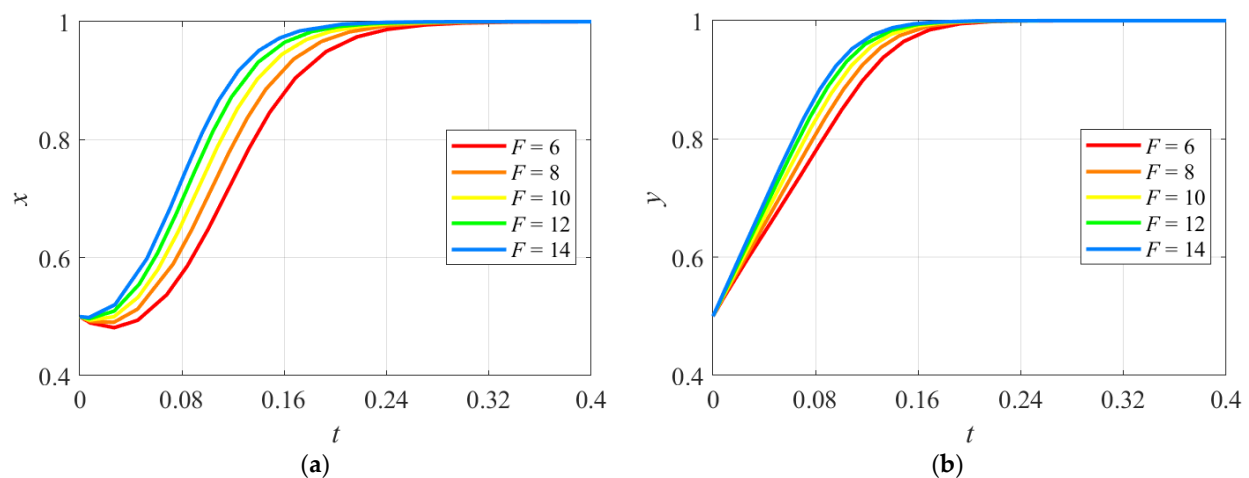 1
0.8
0.6
0.4
x
0
0.08
0.16
0.24
0.32
0.4
t
F = 6
F = 8
F = 10
F = 12
F = 14
(a)
1
0.8
0.6
0.4
y
0
0.08
0.16
0.24
0.32
0.4
t
F = 6
F = 8
F = 10
F = 12
F = 14
(b)